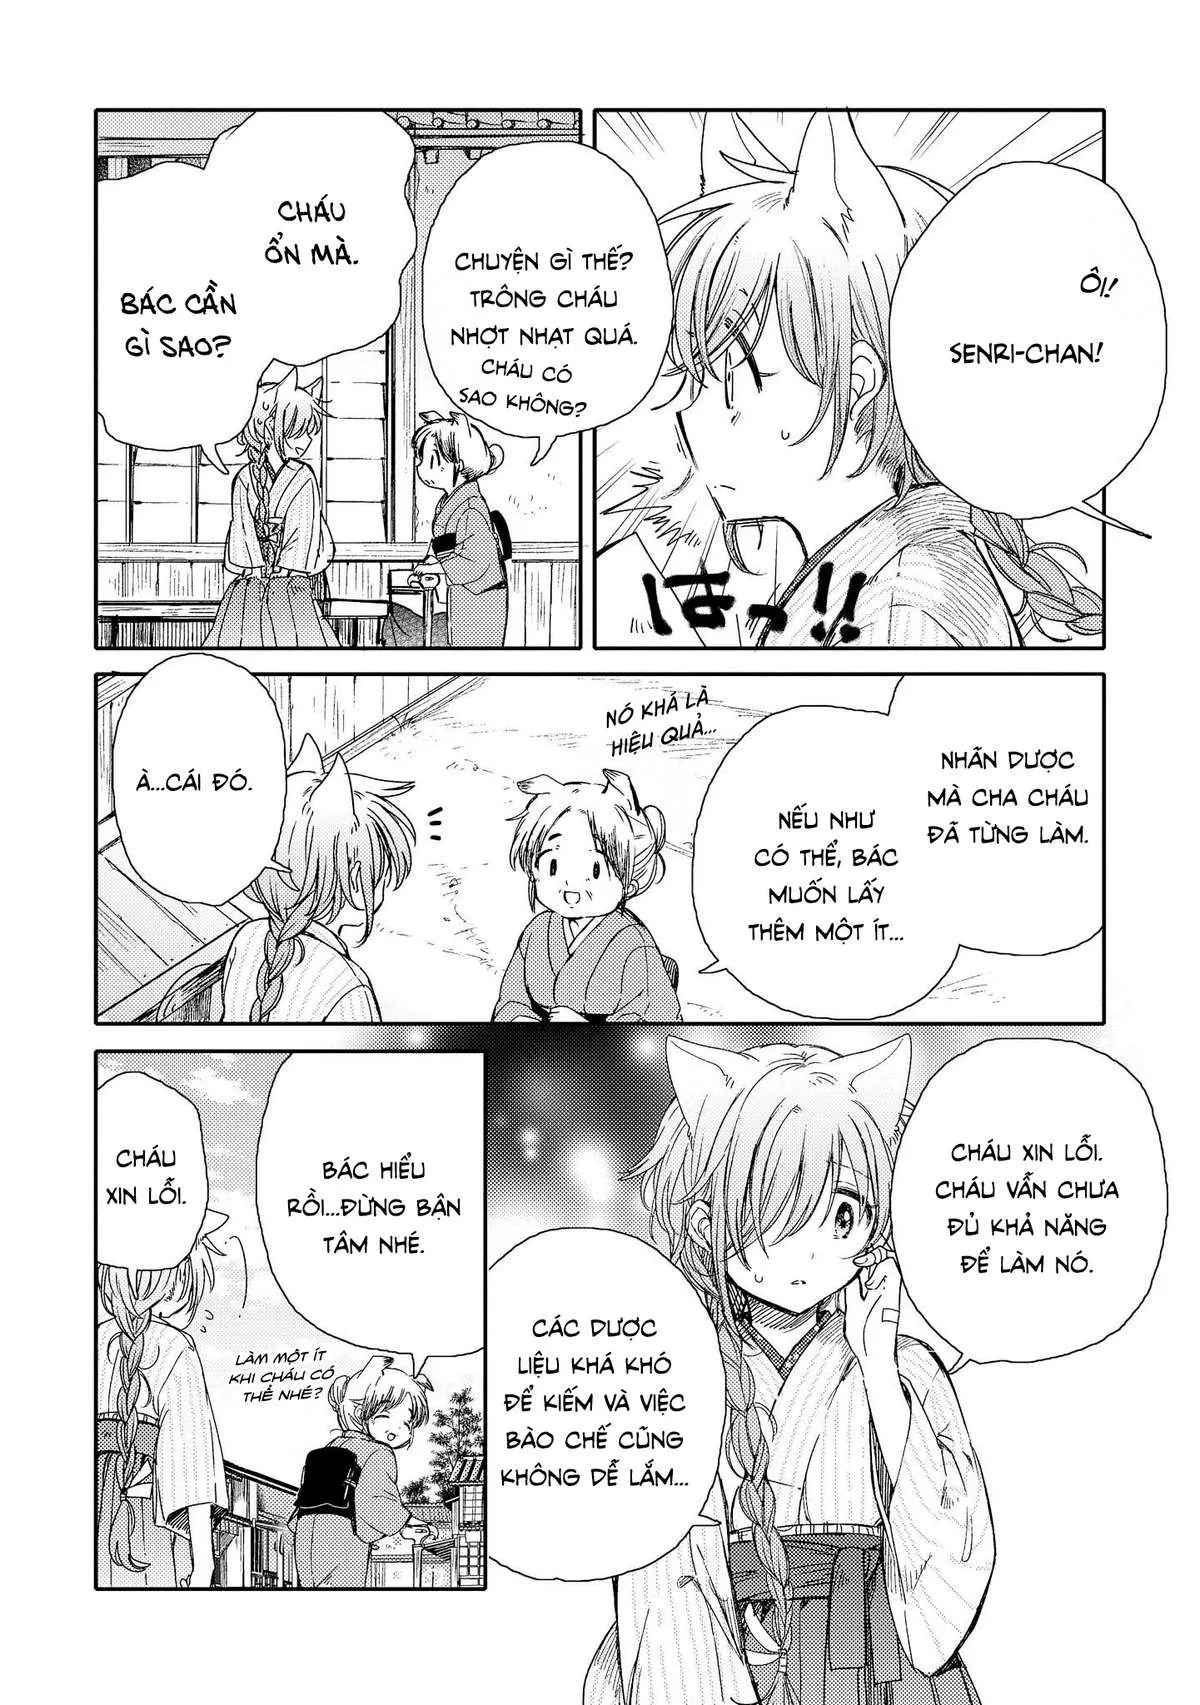 ÔI!
SENRI-CHAN!
はっ!!
CHUYỆN GÌ THẾ?
TRÔNG CHÁU
NHỢT NHẠT QUÁ.
CHÁU CÓ
SAO KHÔNG?
CHÁU
ỔN MÀ.
BÁC CẦN
GÌ SAO?
NHÃN DƯỢC
MÀ CHA CHÁU
ĐÃ TỪNG LÀM.
NẾU NHƯ
CÓ THỂ, BÁC
MUỐN LẤY
THÊM MỘT ÍT...
NÓ KHÁ LÀ
HIỆU QUẢ...
À...CÁI ĐÓ.
CHÁU XIN LỖI.
CHÁU VẪN CHƯA
ĐỦ KHẢ NĂNG
ĐỂ LÀM NÓ.
CÁC DƯỢC
LIỆU KHÁ KHÓ
ĐỂ KIẾM VÀ VIỆC
BÀO CHẾ CŨNG
KHÔNG DỄ LẮM...
BÁC HIỂU
RỒI...ĐỪNG BẬN
TÂM NHÉ.
LÀM MỘT ÍT
KHI CHÁU CÓ
THỂ NHÉ?
CHÁU
XIN LỖI.